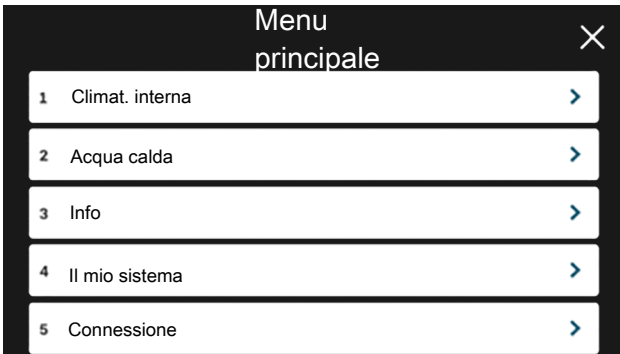 Menu
principale
1 Climat. interna
2 Acqua calda
3 Info
4 Il mio sistema
5 Connessione